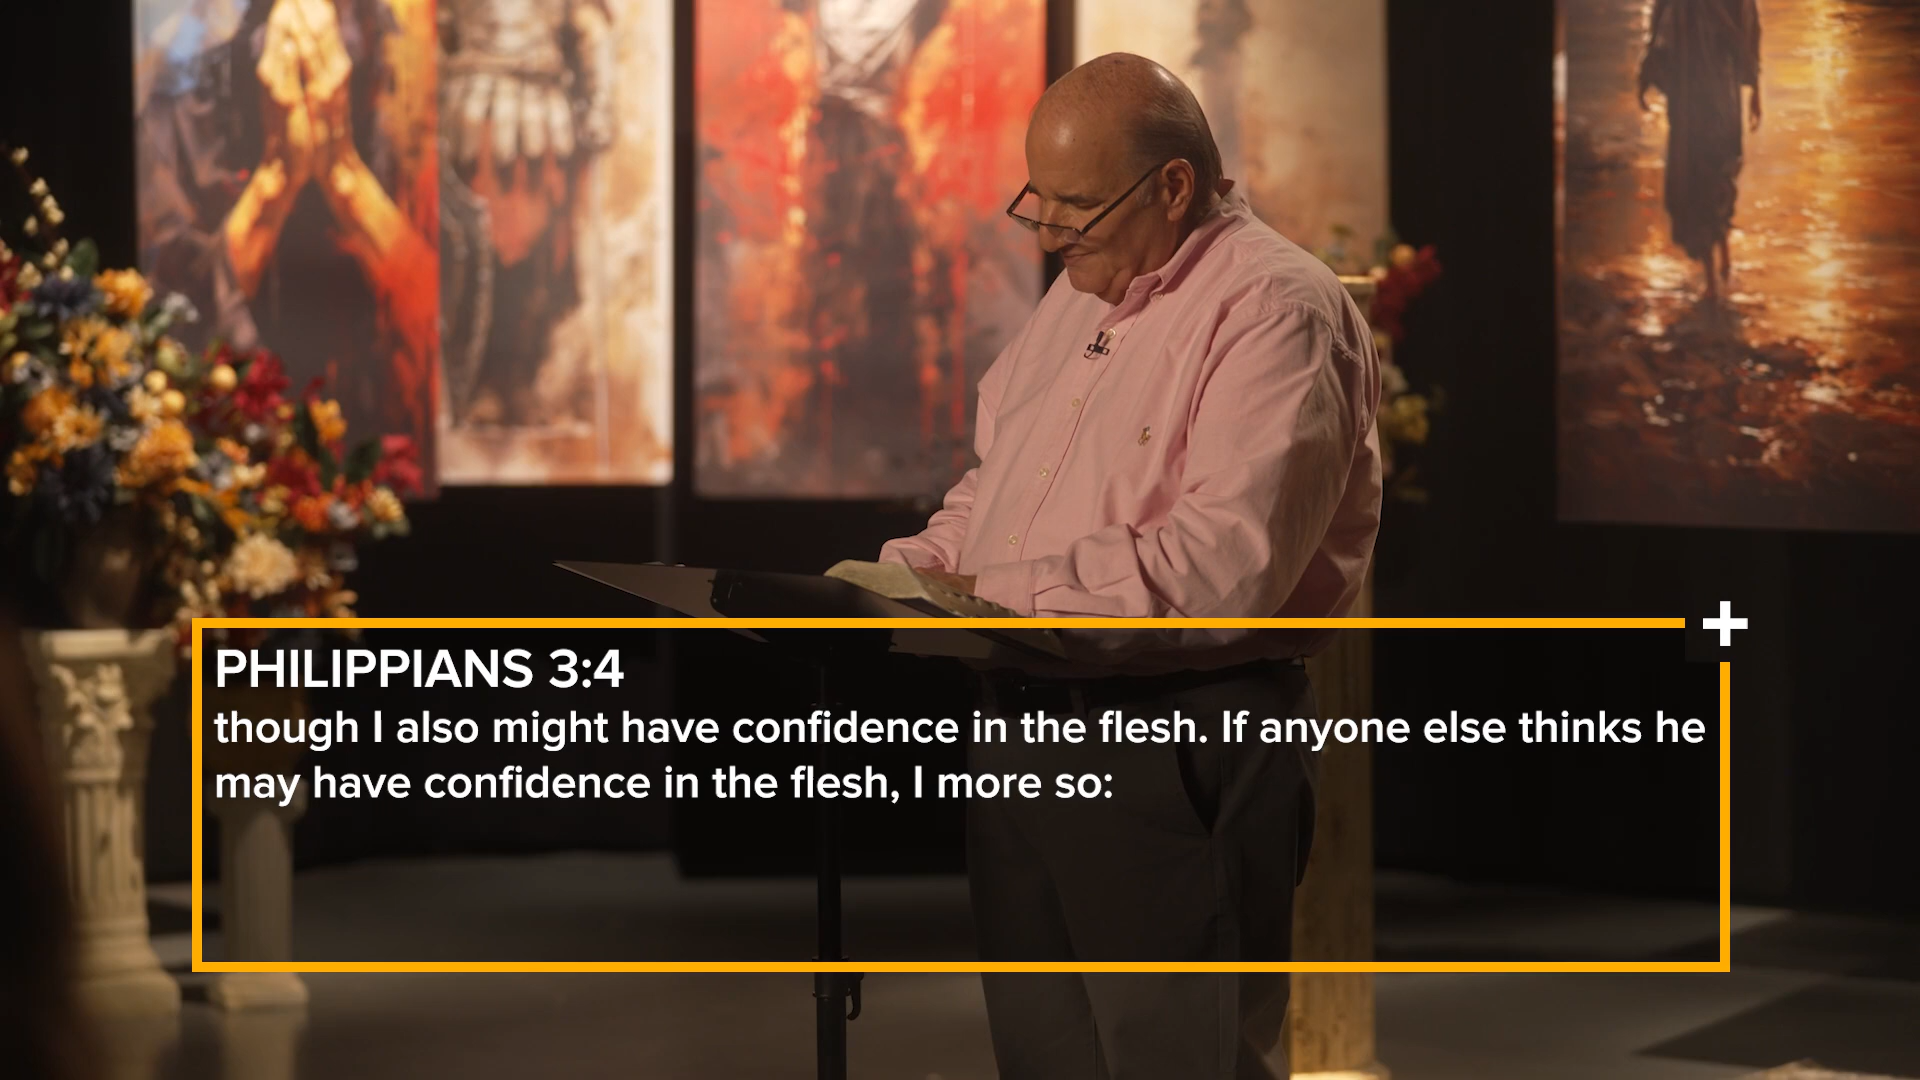 PHILIPPIANS 3:4
though I also might have confidence in the flesh. If anyone else thinks he
may have confidence in the flesh, I more so: